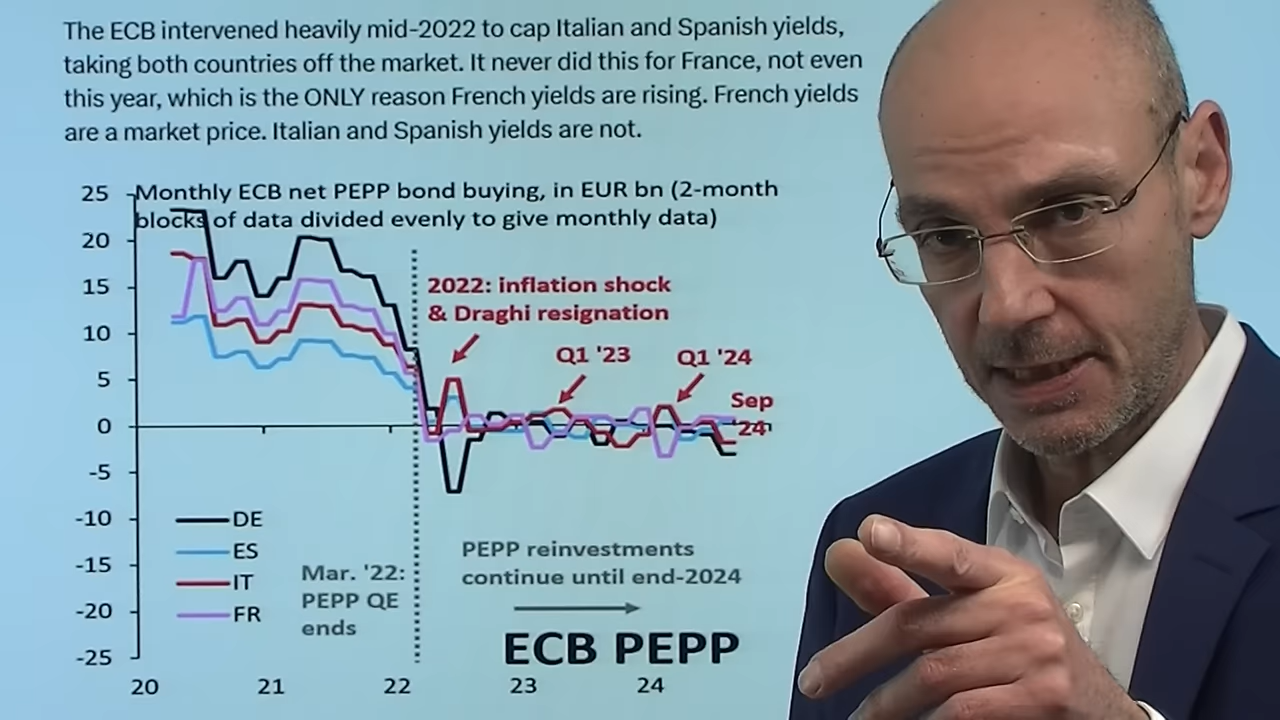 The ECB intervened heavily mid-2022 to cap Italian and Spanish yields,
taking both countries off the market. It never did this for France, not even
this year, which is the ONLY reason French yields are rising. French yields
are a market price. Italian and Spanish yields are not.
Monthly ECB net PEPP bond buying, in EUR bn (2-month
blocks of data divided evenly to give monthly data)
25
20
15
10
5
0
-5
-10
-15
-20
-25
2022: inflation shock
& Draghi resignation
Q1 '23
Q1 '24
Sep
'24
DE
ES
IT
FR
Mar. '22:
PEPP QE
ends
PEPP reinvestments
continue until end-2024
ECB PEPP
20
21
22
23
24